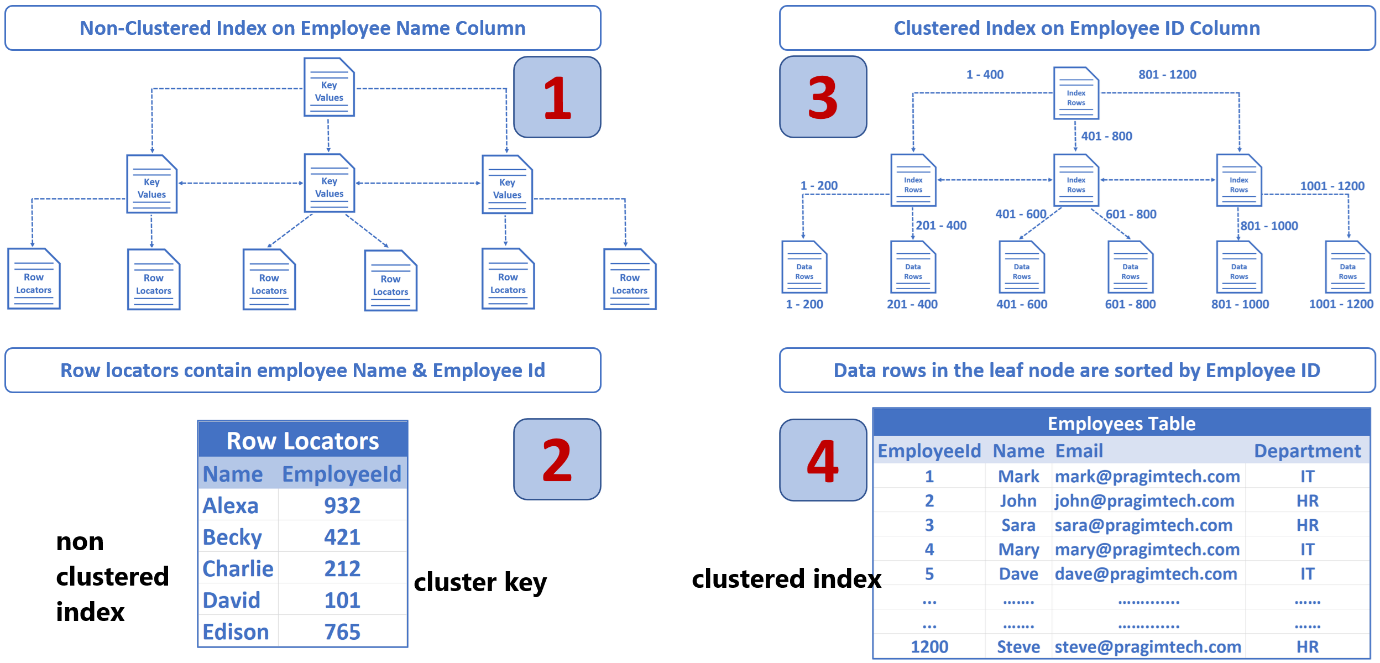 Non-Clustered Index on Employee Name Column
1
Key
Values
Key
Values
Key
Values
Key
Values
Row
Locators
Row
Locators
Row
Locators
Row
Locators
Row
Locators
Row
Locators
Clustered Index on Employee ID Column
3
1 - 400
801 - 1200
Index
Rows
401 - 800
Index
Rows
Index
Rows
Index
Rows
1 - 200
1001 - 1200
201 - 400
401 - 600
601 - 800
801 - 1000
Data
Rows
Data
Rows
Data
Rows
Data
Rows
Data
Rows
Data
Rows
1 - 200
201 - 400
401 - 600
601 - 800
801 - 1000
1001 - 1200
Row locators contain employee Name & Employee Id
2
Row Locators
Name EmployeeId
Alexa 932
Becky 421
Charlie 212
David 101
Edison 765
non
clustered
index
cluster key
Data rows in the leaf node are sorted by Employee ID
4
clustered index
Employees Table
EmployeeId Name Email Department
1 Mark mark@pragimtech.com IT
2 John john@pragimtech.com HR
3 Sara sara@pragimtech.com HR
4 Mary mary@pragimtech.com IT
5 Dave dave@pragimtech.com IT
... ....... ............. ......
... ....... ............. ......
1200 Steve steve@pragimtech.com HR